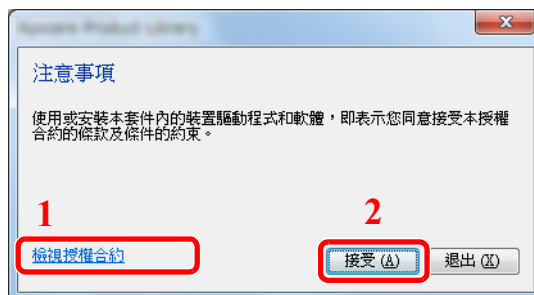 注意事項
使用或安裝本套件內的裝置驅動程式和軟體，即表示您同意接受本授權
合約的條款及條件的約束。
1
2
檢視授權合約
接受 (A)
退出 (X)